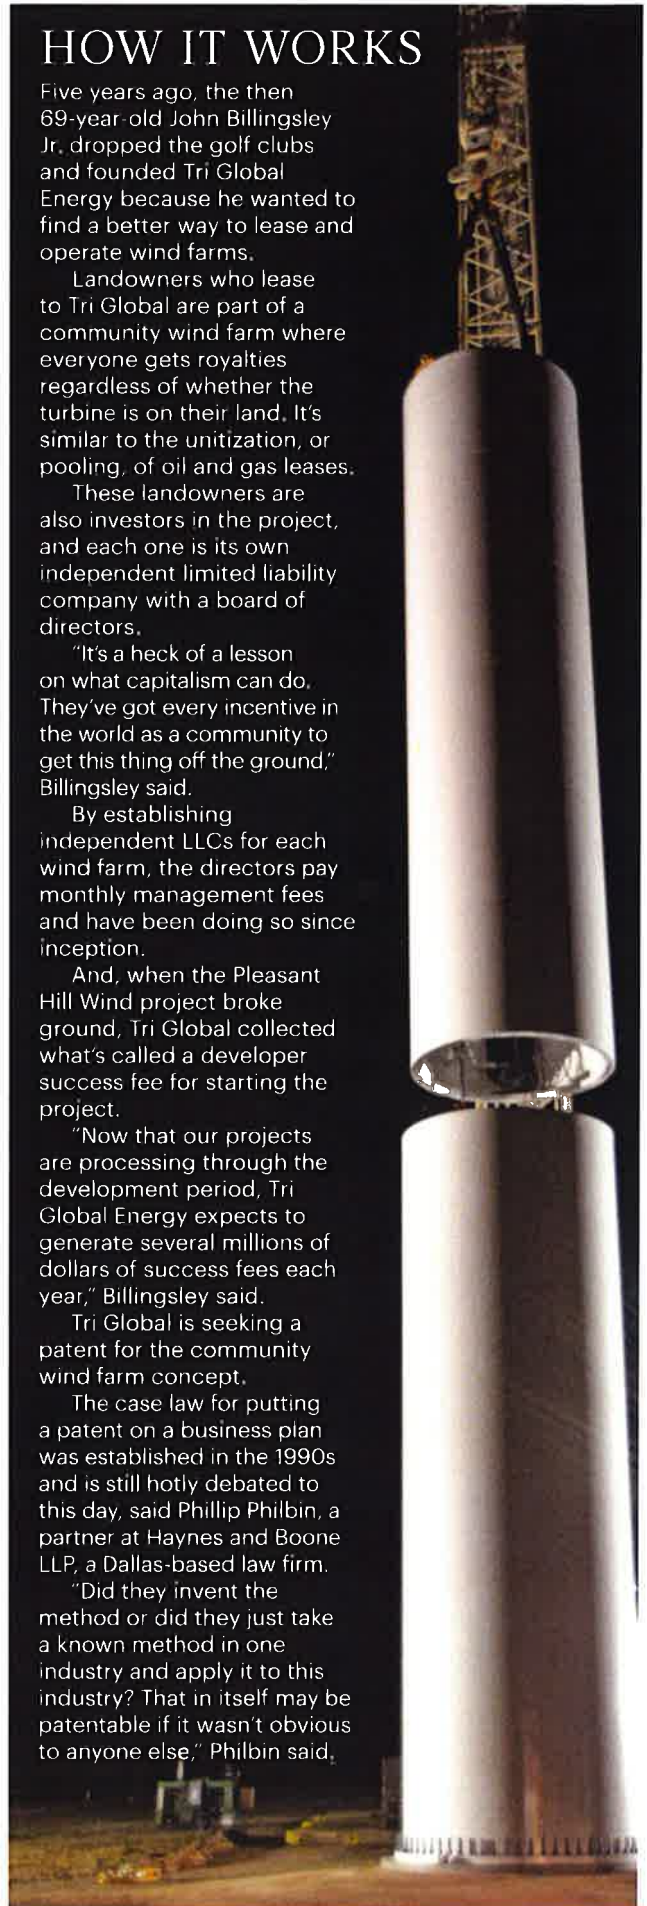 HOW IT WORKS
Five years ago, the then
69-year-old John Billingsley
Jr. dropped the golf clubs
and founded Tri Global
Energy because he wanted to
find a better way to lease and
operate wind farms.
Landowners who lease
to Tri Global are part of a
community wind farm where
everyone gets royalties
regardless of whether the
turbine is on their land. It's
similar to the unitization, or
pooling, of oil and gas leases.
These landowners are
also investors in the project,
and each one is its own
independent limited liability
company with a board of
directors.
"It's a heck of a lesson
on what capitalism can do.
They've got every incentive in
the world as a community to
get this thing off the ground,"
Billingsley said.
By establishing
independent LLCs for each
wind farm, the directors pay
monthly management fees
and have been doing so since
inception.
And, when the Pleasant
Hill Wind project broke
ground, Tri Global collected
what's called a developer
success fee for starting the
project.
"Now that our projects
are processing through the
development period, Tri
Global Energy expects to
generate several millions of
dollars of success fees each
year," Billingsley said.
Tri Global is seeking a
patent for the community
wind farm concept.
The case law for putting
a patent on a business plan
was established in the 1990s
and is still hotly debated to
this day, said Phillip Philbin, a
partner at Haynes and Boone
LLP, a Dallas-based law firm.
"Did they invent the
method or did they just take
a known method in one
industry and apply it to this
industry? That in itself may be
patentable if it wasn't obvious
to anyone else," Philbin said.